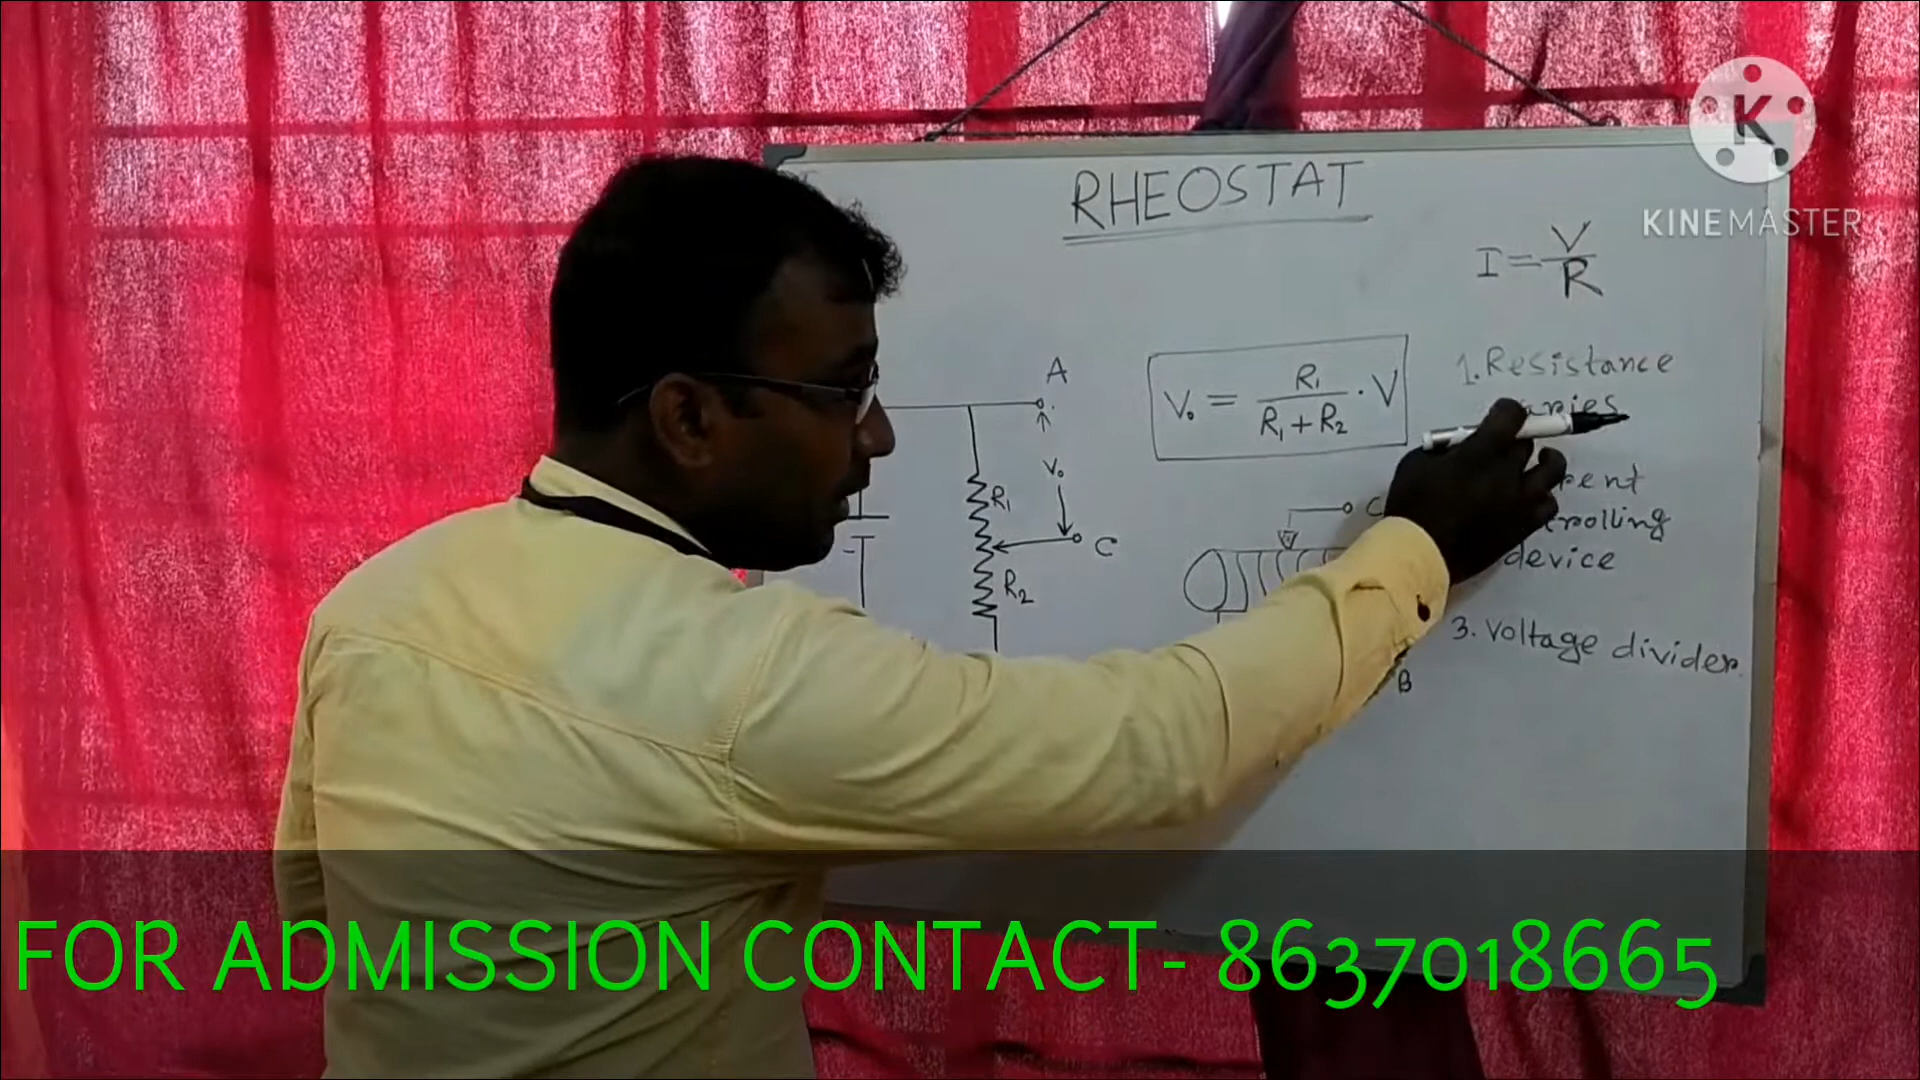 RHEOSTAT
K
KINEMASTER
I = V/R
A
V₀ = R₁/(R₁+R₂) · V
1. Resistance
V₀
R₁
C
C
R₂
device
3. Voltage divider
B
FOR ADMISSION CONTACT- 8637018665